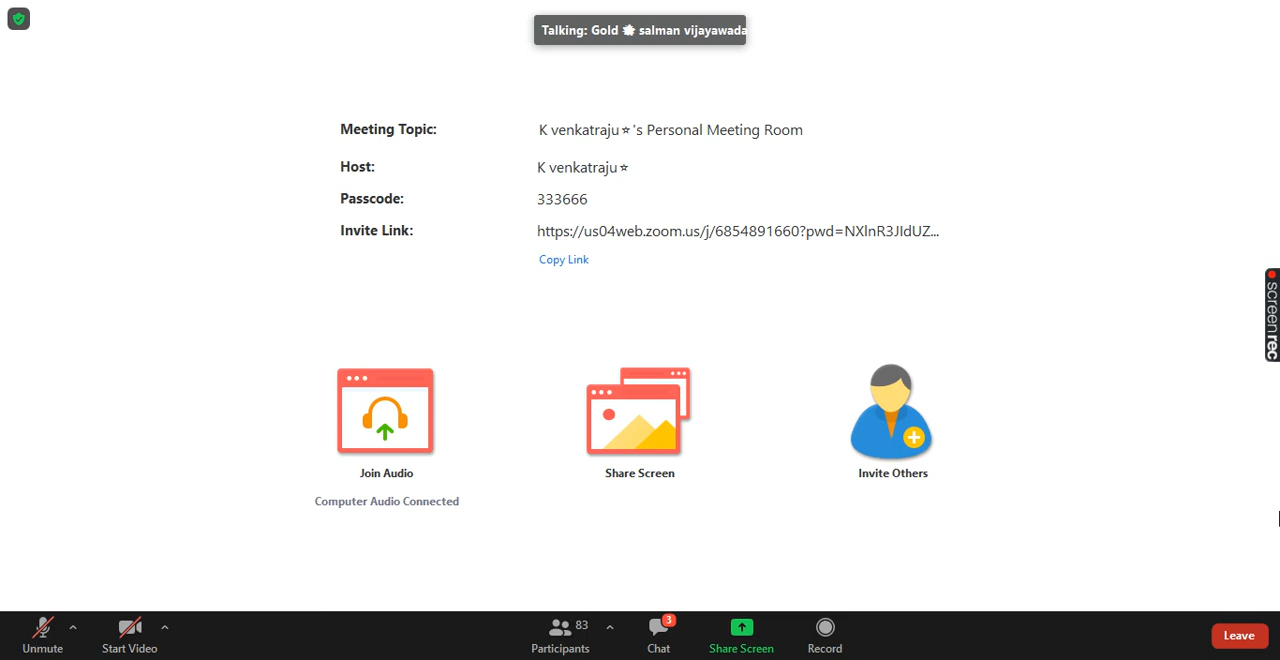 Talking: Gold ✸ salman vijayawada
Meeting Topic: K venkatraju⭐'s Personal Meeting Room
Host: K venkatraju⭐
Passcode: 333666
Invite Link: https://us04web.zoom.us/j/6854891660?pwd=NXlnR3JIdUZ...
Copy Link
screenrec
Join Audio Share Screen Invite Others
Computer Audio Connected
83 3
Unmute Start Video Participants Chat Share Screen Record Leave